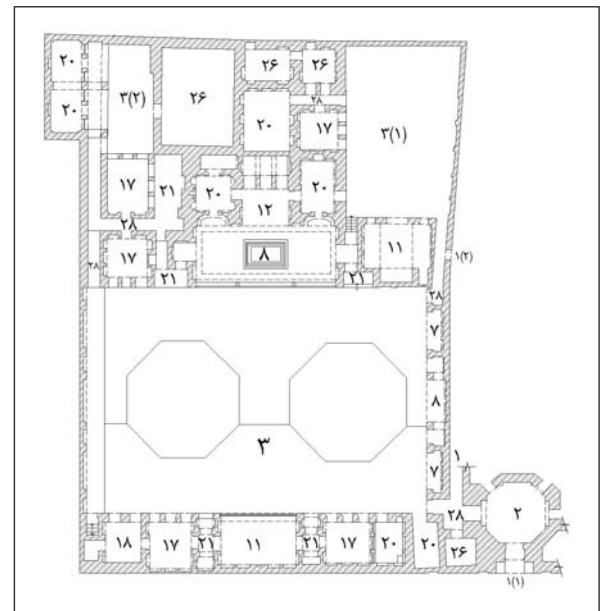 ۲۰ ۳(۲) ۲۶ ۲۶ ۲۶
۲۰ ۲۰ ۲۸ ۱۷ ۳(۱)
۱۷ ۲۱ ۲۰ ۱۲ ۲۰
۲۸ ۱۱
۲۸ ۱۷ ۲۱ ۸ ۲۱ ۱(۲)
۲۸
۷
۸
۳ ۷ ۱
۲۸ ۲
۱۸ ۱۷ ۲۱ ۱۱ ۲۱ ۱۷ ۲۰ ۲۰ ۲۶
۱(۱)